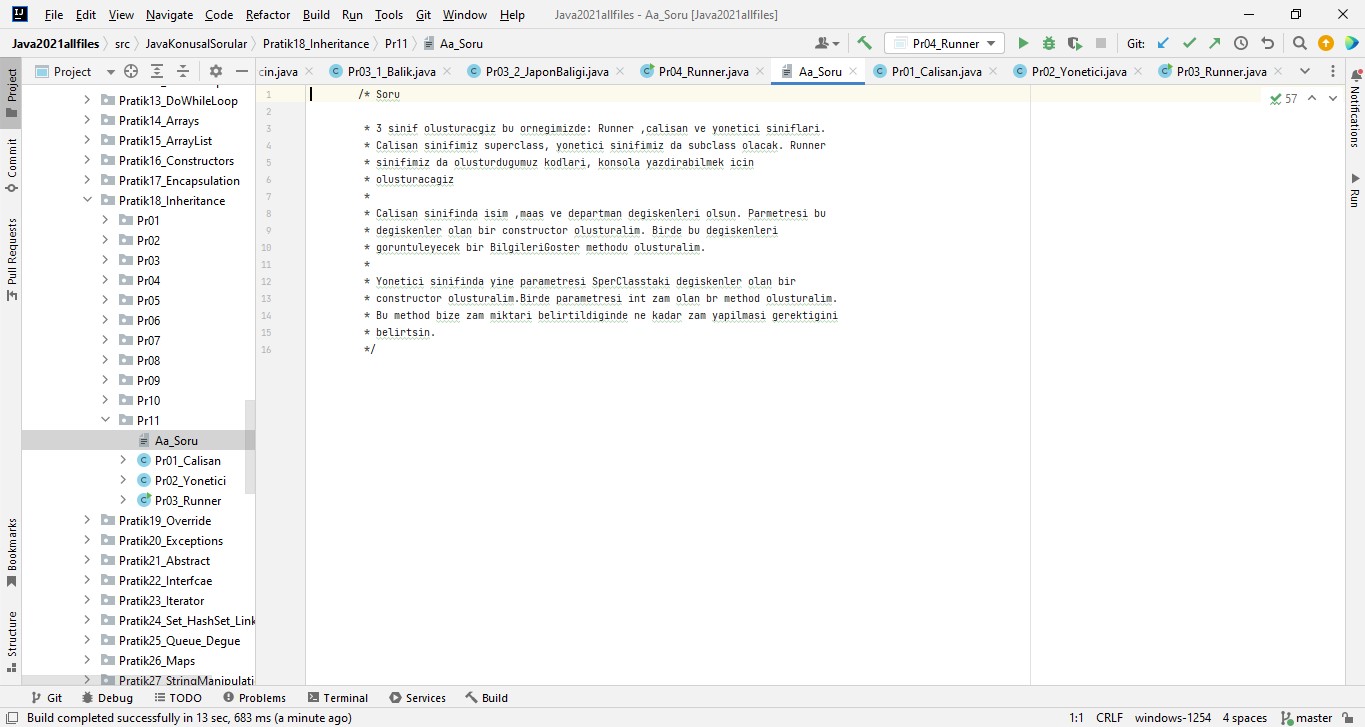 File Edit View Navigate Code Refactor Build Run Tools Git Window Help Java2021allfiles - Aa_Soru [Java2021allfiles]
Java2021allfiles src JavaKonusalSorular Pratik18_Inheritance Pr11 Aa_Soru Pr04_Runner Git:
Project cin.java Pr03_1_Balik.java Pr03_2_JaponBaligi.java Pr04_Runner.java Aa_Soru Pr01_Calisan.java Pr02_Yonetici.java Pr03_Runner.java
Project
Commit
Pull Requests
Bookmarks
Structure
Pratik13_DoWhileLoop
Pratik14_Arrays
Pratik15_ArrayList
Pratik16_Constructors
Pratik17_Encapsulation
Pratik18_Inheritance
Pr01
Pr02
Pr03
Pr04
Pr05
Pr06
Pr07
Pr08
Pr09
Pr10
Pr11
Aa_Soru
Pr01_Calisan
Pr02_Yonetici
Pr03_Runner
Pratik19_Override
Pratik20_Exceptions
Pratik21_Abstract
Pratik22_Interfcae
Pratik23_Iterator
Pratik24_Set_HashSet_Link
Pratik25_Queue_Degue
Pratik26_Maps
Pratik27_StringManipulati
1 /* Soru
2
3 * 3 sinif olusturacgiz bu ornegimizde: Runner ,calisan ve yonetici siniflari.
4 * Calisan sinifimiz superclass, yonetici sinifimiz da subclass olacak. Runner
5 * sinifimiz da olusturdugumuz kodlari, konsola yazdirabilmek icin
6 * olusturacagiz
7 *
8 * Calisan sinifinda isim ,maas ve departman degiskenleri olsun. Parmetresi bu
9 * degiskenler olan bir constructor olusturalim. Birde bu degiskenleri
10 * goruntuleyecek bir BilgileriGoster methodu olusturalim.
11 *
12 * Yonetici sinifinda yine parametresi SperClasstaki degiskenler olan bir
13 * constructor olusturalim.Birde parametresi int zam olan br method olusturalim.
14 * Bu method bize zam miktari belirtildiginde ne kadar zam yapilmasi gerektigini
15 * belirtsin.
16 */
57
Notifications
Run
Git Debug TODO Problems Terminal Services Build
Build completed successfully in 13 sec, 683 ms (a minute ago) 1:1 CRLF windows-1254 4 spaces master